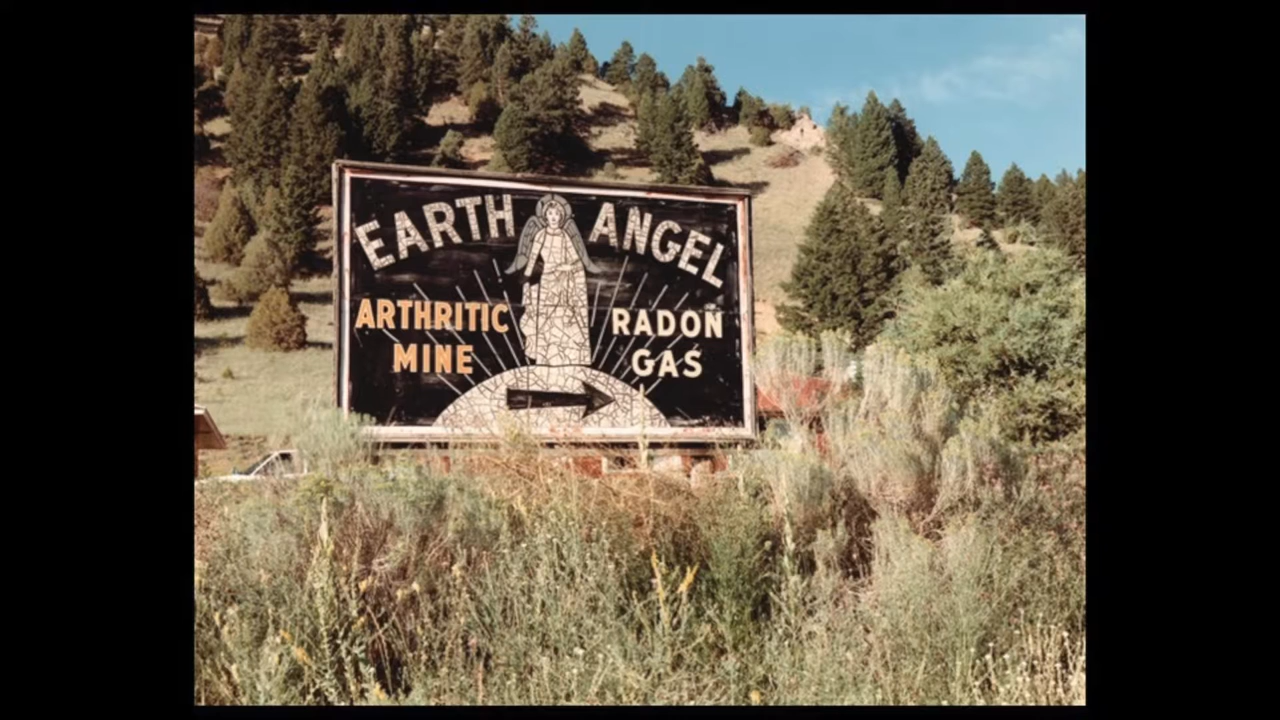 EARTH ANGEL
ARTHRITIC
MINE
RADON
GAS